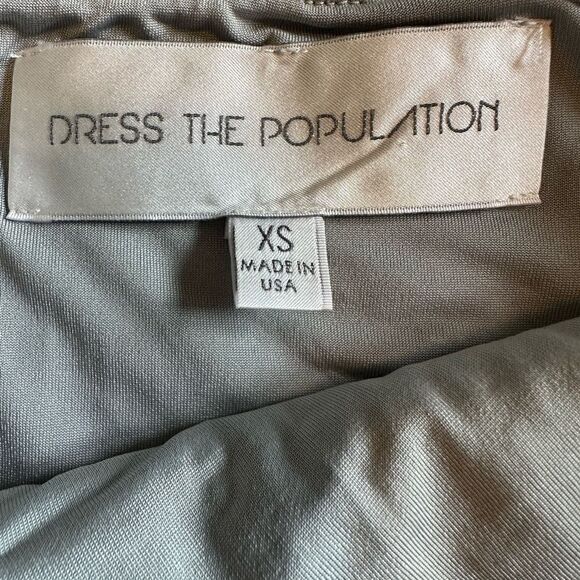 DRESS THE POPULATION
XS
MADE IN
USA